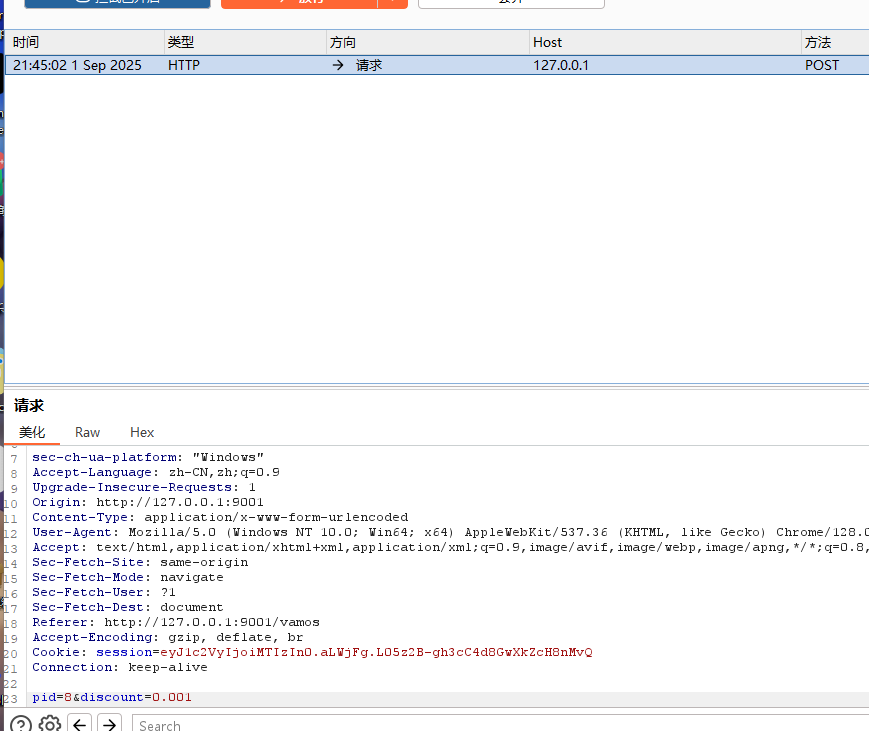 时间 类型 方向 Host 方法
21:45:02 1 Sep 2025 HTTP → 请求 127.0.0.1 POST
请求
美化 Raw Hex
7 sec-ch-ua-platform: "Windows"
8 Accept-Language: zh-CN,zh;q=0.9
9 Upgrade-Insecure-Requests: 1
10 Origin: http://127.0.0.1:9001
11 Content-Type: application/x-www-form-urlencoded
12 User-Agent: Mozilla/5.0 (Windows NT 10.0; Win64; x64) AppleWebKit/537.36 (KHTML, like Gecko) Chrome/128.0
13 Accept: text/html,application/xhtml+xml,application/xml;q=0.9,image/avif,image/webp,image/apng,*/*;q=0.8,
14 Sec-Fetch-Site: same-origin
15 Sec-Fetch-Mode: navigate
16 Sec-Fetch-User: ?1
17 Sec-Fetch-Dest: document
18 Referer: http://127.0.0.1:9001/vamos
19 Accept-Encoding: gzip, deflate, br
20 Cookie: session=eyJ1c2VyIjoiMTIzIn0.aLWjFg.LO5z2B-gh3cC4d8GwXkZcH8nMvQ
21 Connection: keep-alive
22
23 pid=8&discount=0.001
Search